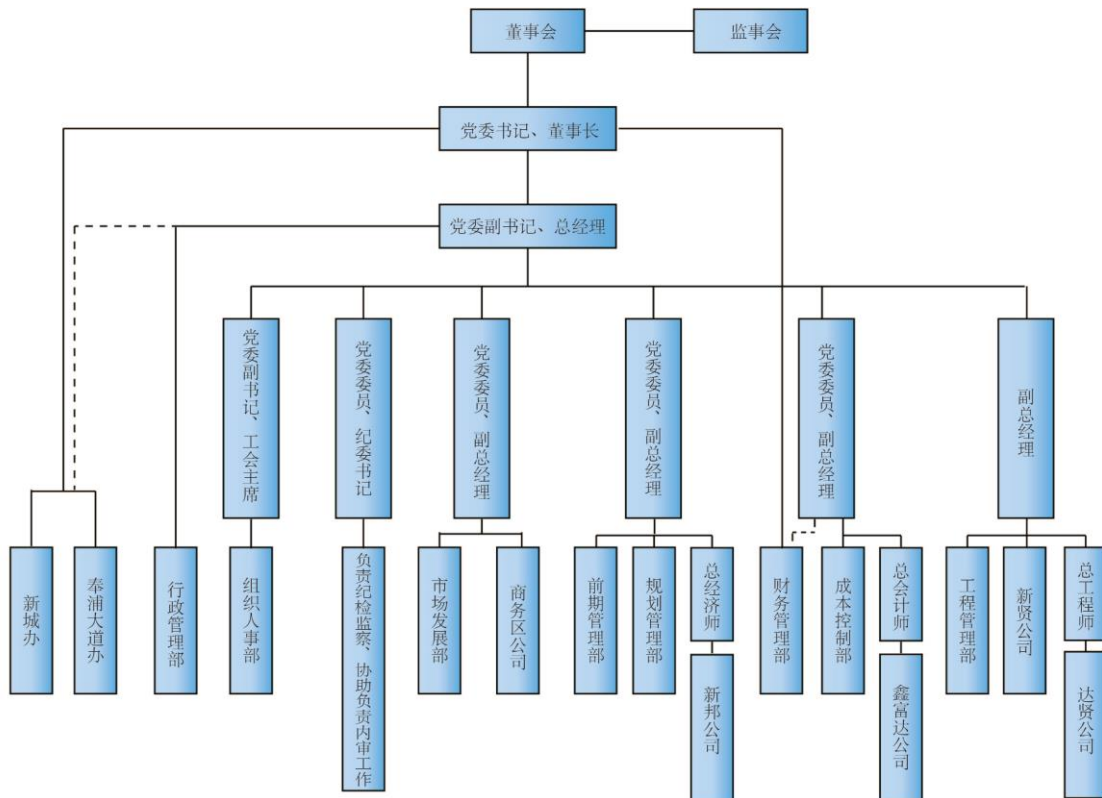 董事会
监事会
党委书记、董事长
党委副书记、总经理
党委副书记、工会主席
党委委员、纪委书记
党委委员、副总经理
党委委员、副总经理
党委委员、副总经理
副总经理
新城办
奉浦大道办
行政管理部
组织人事部
负责纪检监察、协助负责内审工作
市场发展部
商务区公司
前期管理部
规划管理部
总经济师
财务管理部
成本控制部
总会计师
工程管理部
新贤公司
总工程师
新邦公司
鑫富达公司
达贤公司